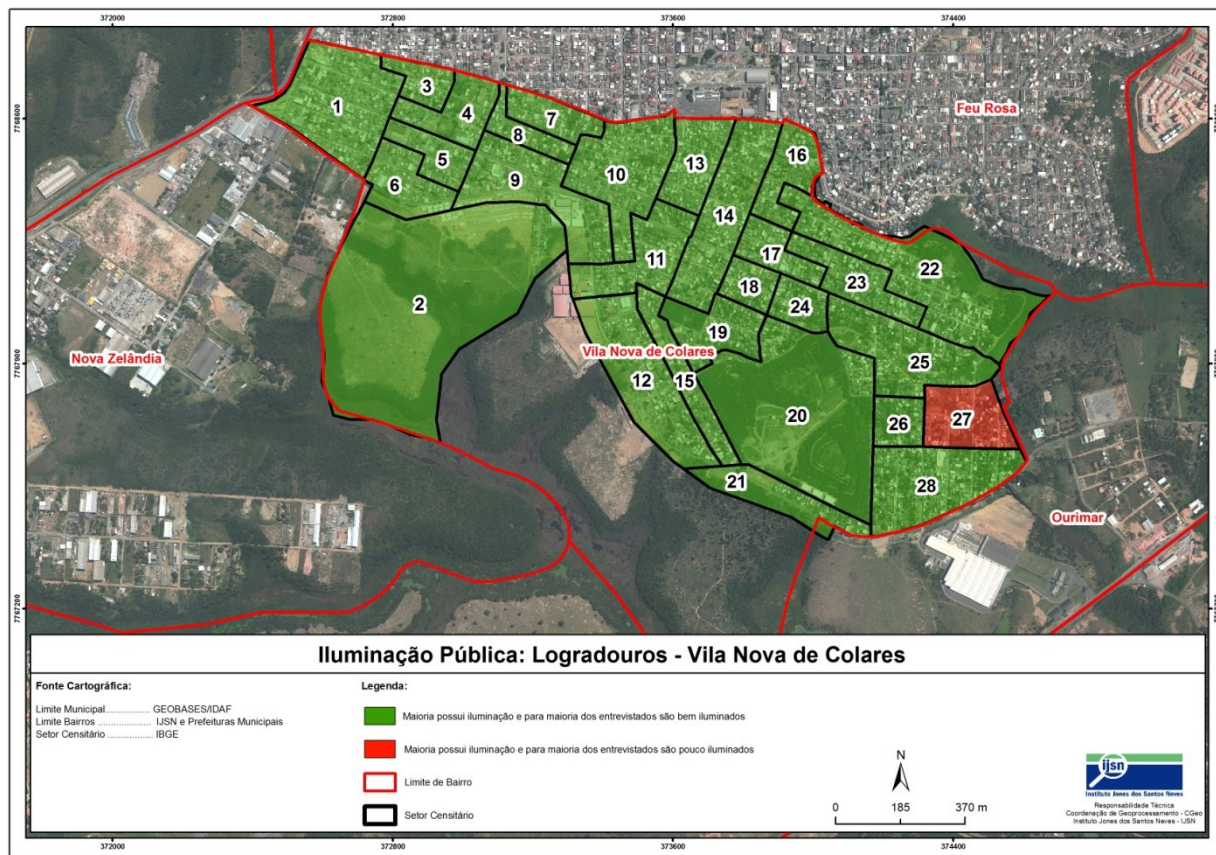 372000 372800 373600 374400
7768600
7767900
7767200
Feu Rosa
Nova Zelândia
Vila Nova de Colares
Ourimar
1
2
3
4
5
6
7
8
9
10
11
12
13
14
15
16
17
18
19
20
21
22
23
24
25
26
27
28
Iluminação Pública: Logradouros - Vila Nova de Colares
Fonte Cartográfica:
Limite Municipal................. GEOBASES/IDAF
Limite Bairros ..................... IJSN e Prefeituras Municipais
Setor Censitário ................. IBGE
Legenda:
Maioria possui iluminação e para maioria dos entrevistados são bem iluminados
Maioria possui iluminação e para maioria dos entrevistados são pouco iluminados
Limite de Bairro
Setor Censitário
N
0 185 370 m
ijsn
Instituto Jones dos Santos Neves
Responsabilidade Técnica
Coordenação de Geoprocessamento - CGeo
Instituto Jones dos Santos Neves - IJSN
372000 372800 373600 374400